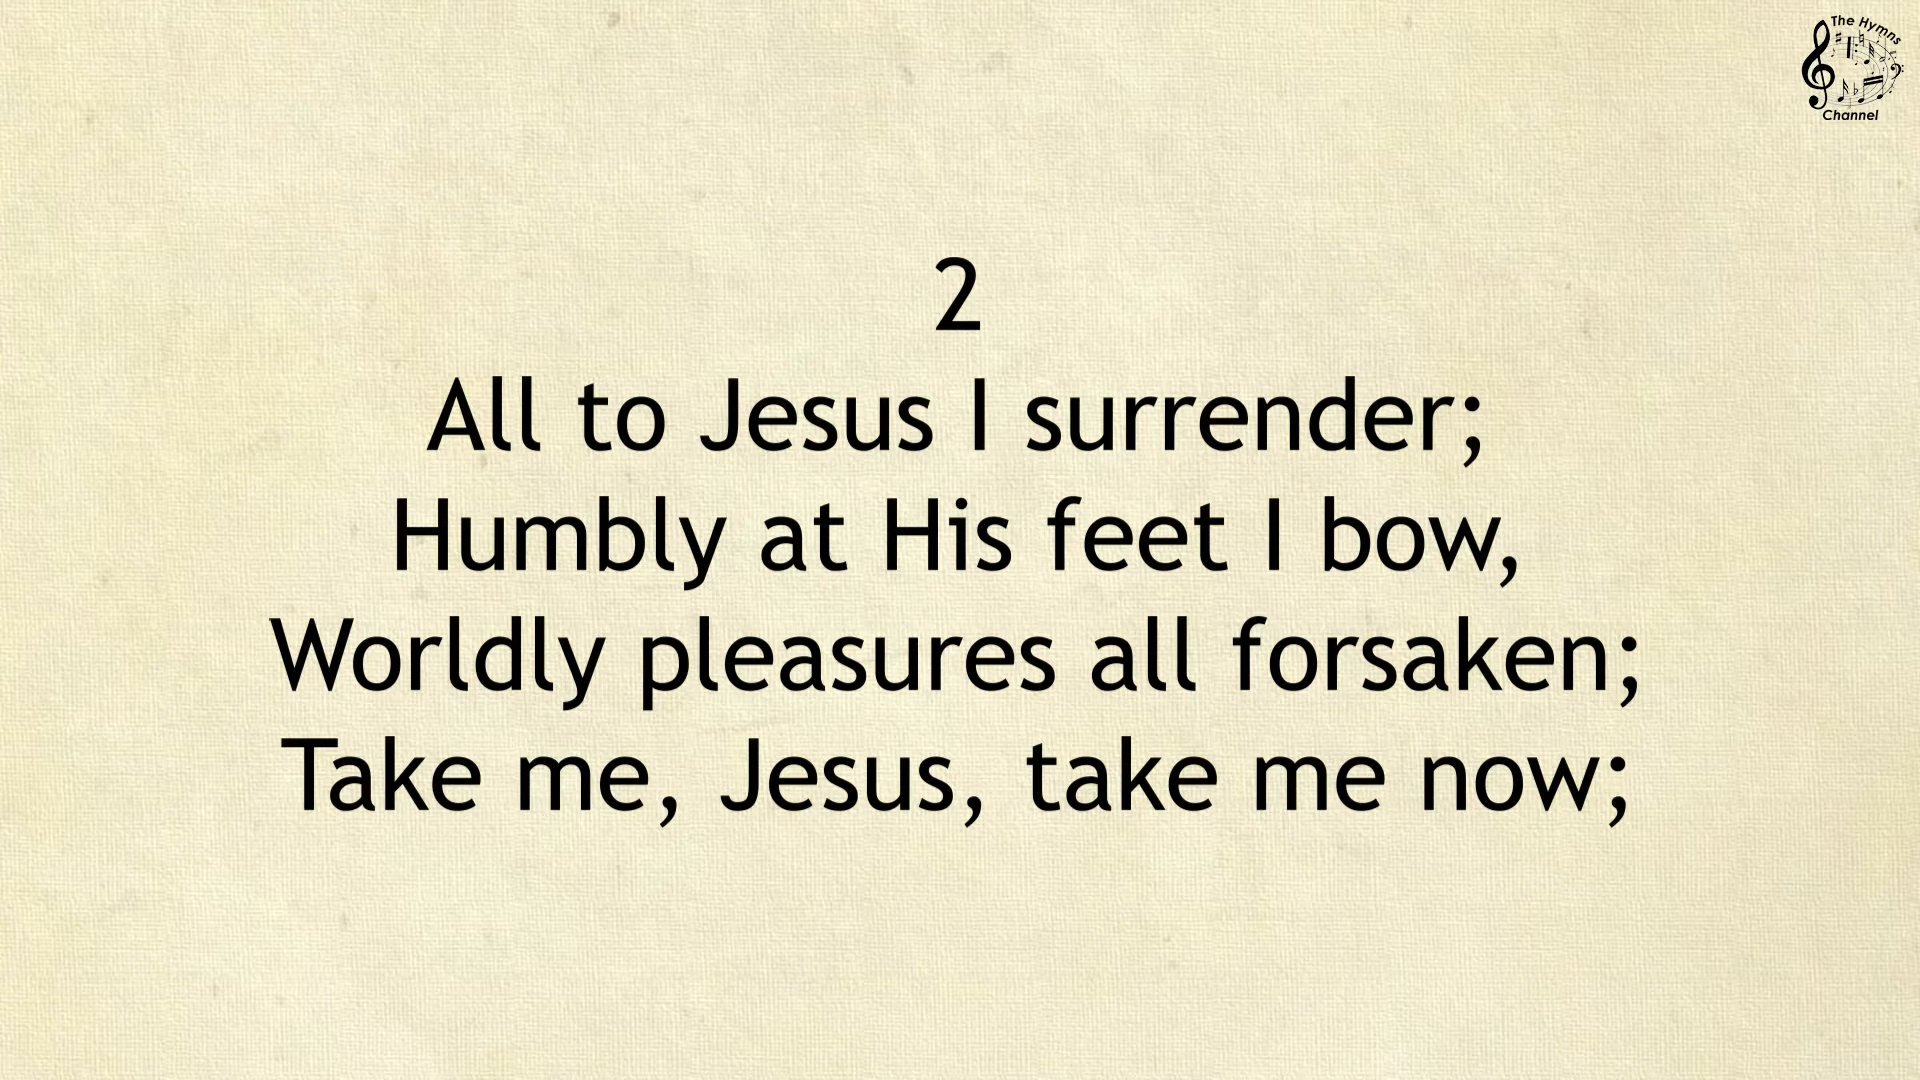 The Hymns
Channel
2
All to Jesus I surrender;
Humbly at His feet I bow,
Worldly pleasures all forsaken;
Take me, Jesus, take me now;